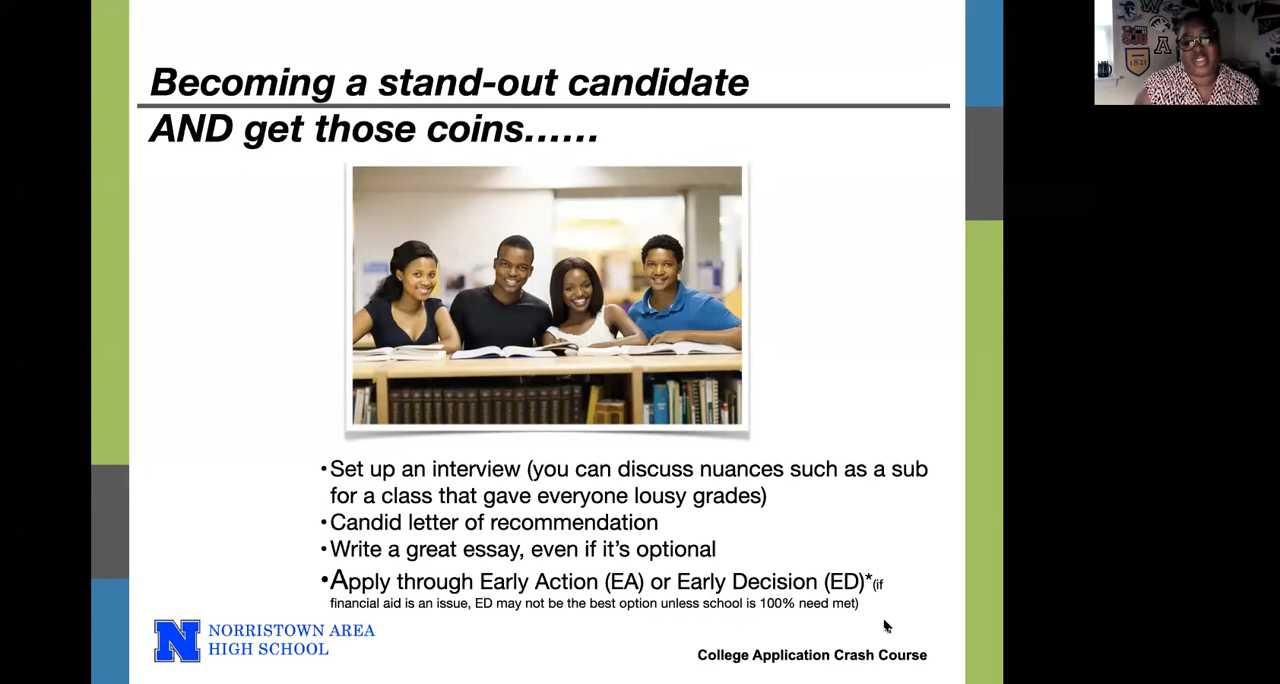 Becoming a stand-out candidate
AND get those coins......
•Set up an interview (you can discuss nuances such as a sub
for a class that gave everyone lousy grades)
•Candid letter of recommendation
•Write a great essay, even if it's optional
•Apply through Early Action (EA) or Early Decision (ED)*(if
financial aid is an issue, ED may not be the best option unless school is 100% need met)
N NORRISTOWN AREA
HIGH SCHOOL
College Application Crash Course
W
A
1821